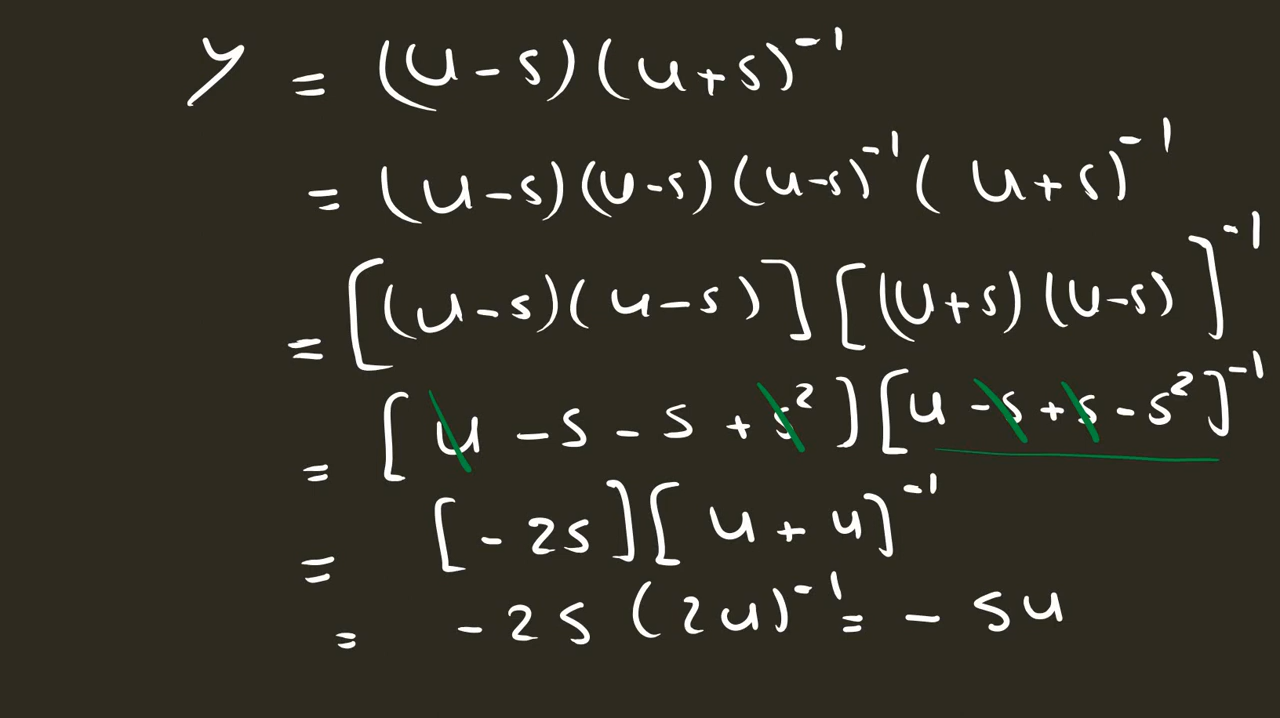 y = (U-S)(U+S)⁻¹
= (U-S)(U-S)(U-S)⁻¹(U+S)⁻¹
= [(U-S)(U-S)][(U+S)(U-S)]⁻¹
= [U - S - S + S²][U - S + S - S²]⁻¹
= [-2S][U + U]⁻¹
= -2S(2U)⁻¹ = - SU